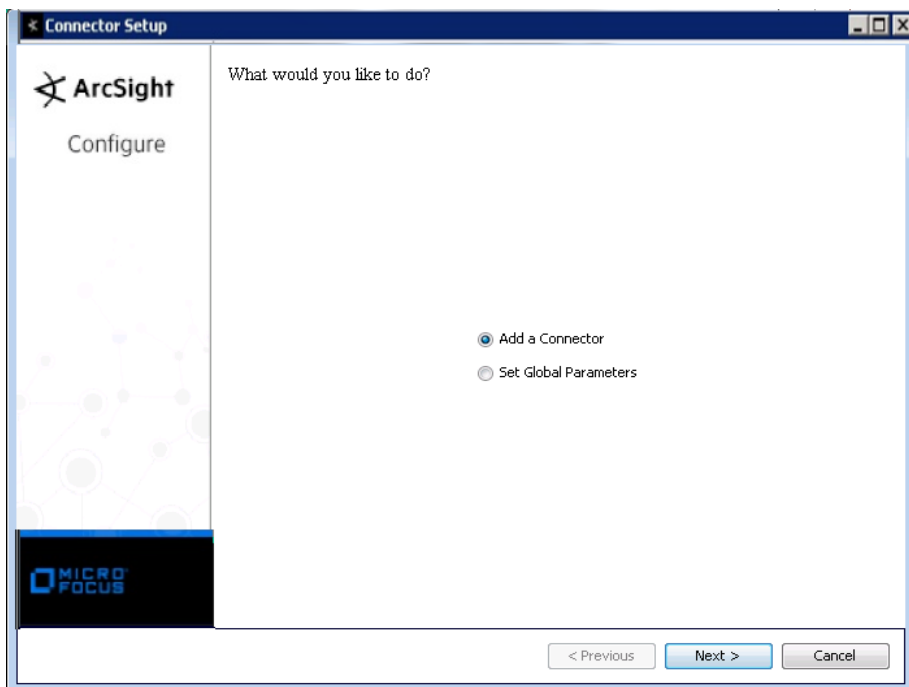 Connector Setup
ArcSight
Configure
What would you like to do?
Add a Connector
Set Global Parameters
MICRO
FOCUS
< Previous
Next >
Cancel